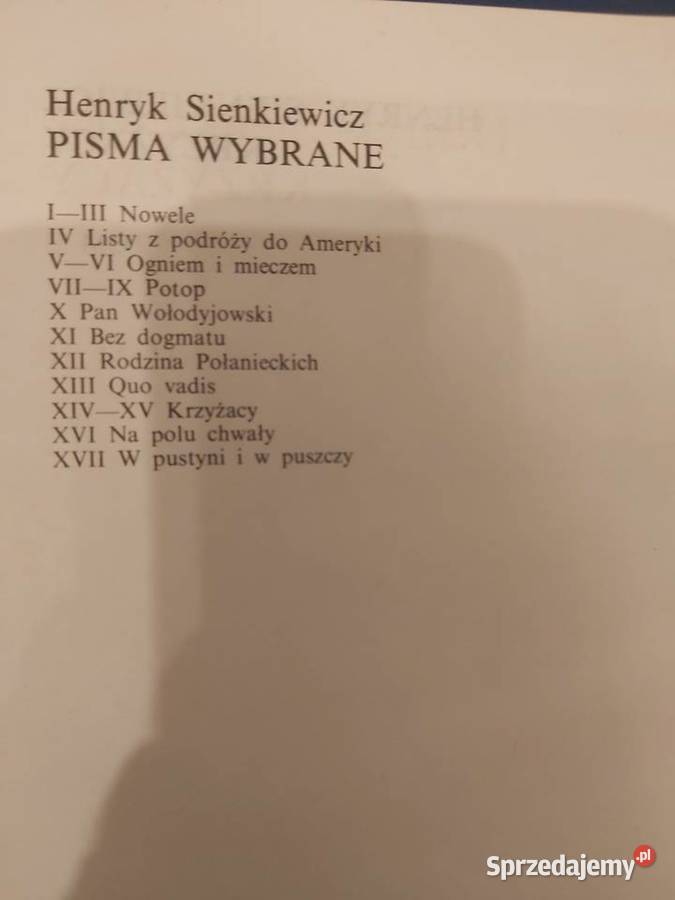 Henryk Sienkiewicz
PISMA WYBRANE
I—III Nowele
IV Listy z podróży do Ameryki
V—VI Ogniem i mieczem
VII—IX Potop
X Pan Wołodyjowski
XI Bez dogmatu
XII Rodzina Połanieckich
XIII Quo vadis
XIV—XV Krzyżacy
XVI Na polu chwały
XVII W pustyni i w puszczy
Sprzedajemy.pl